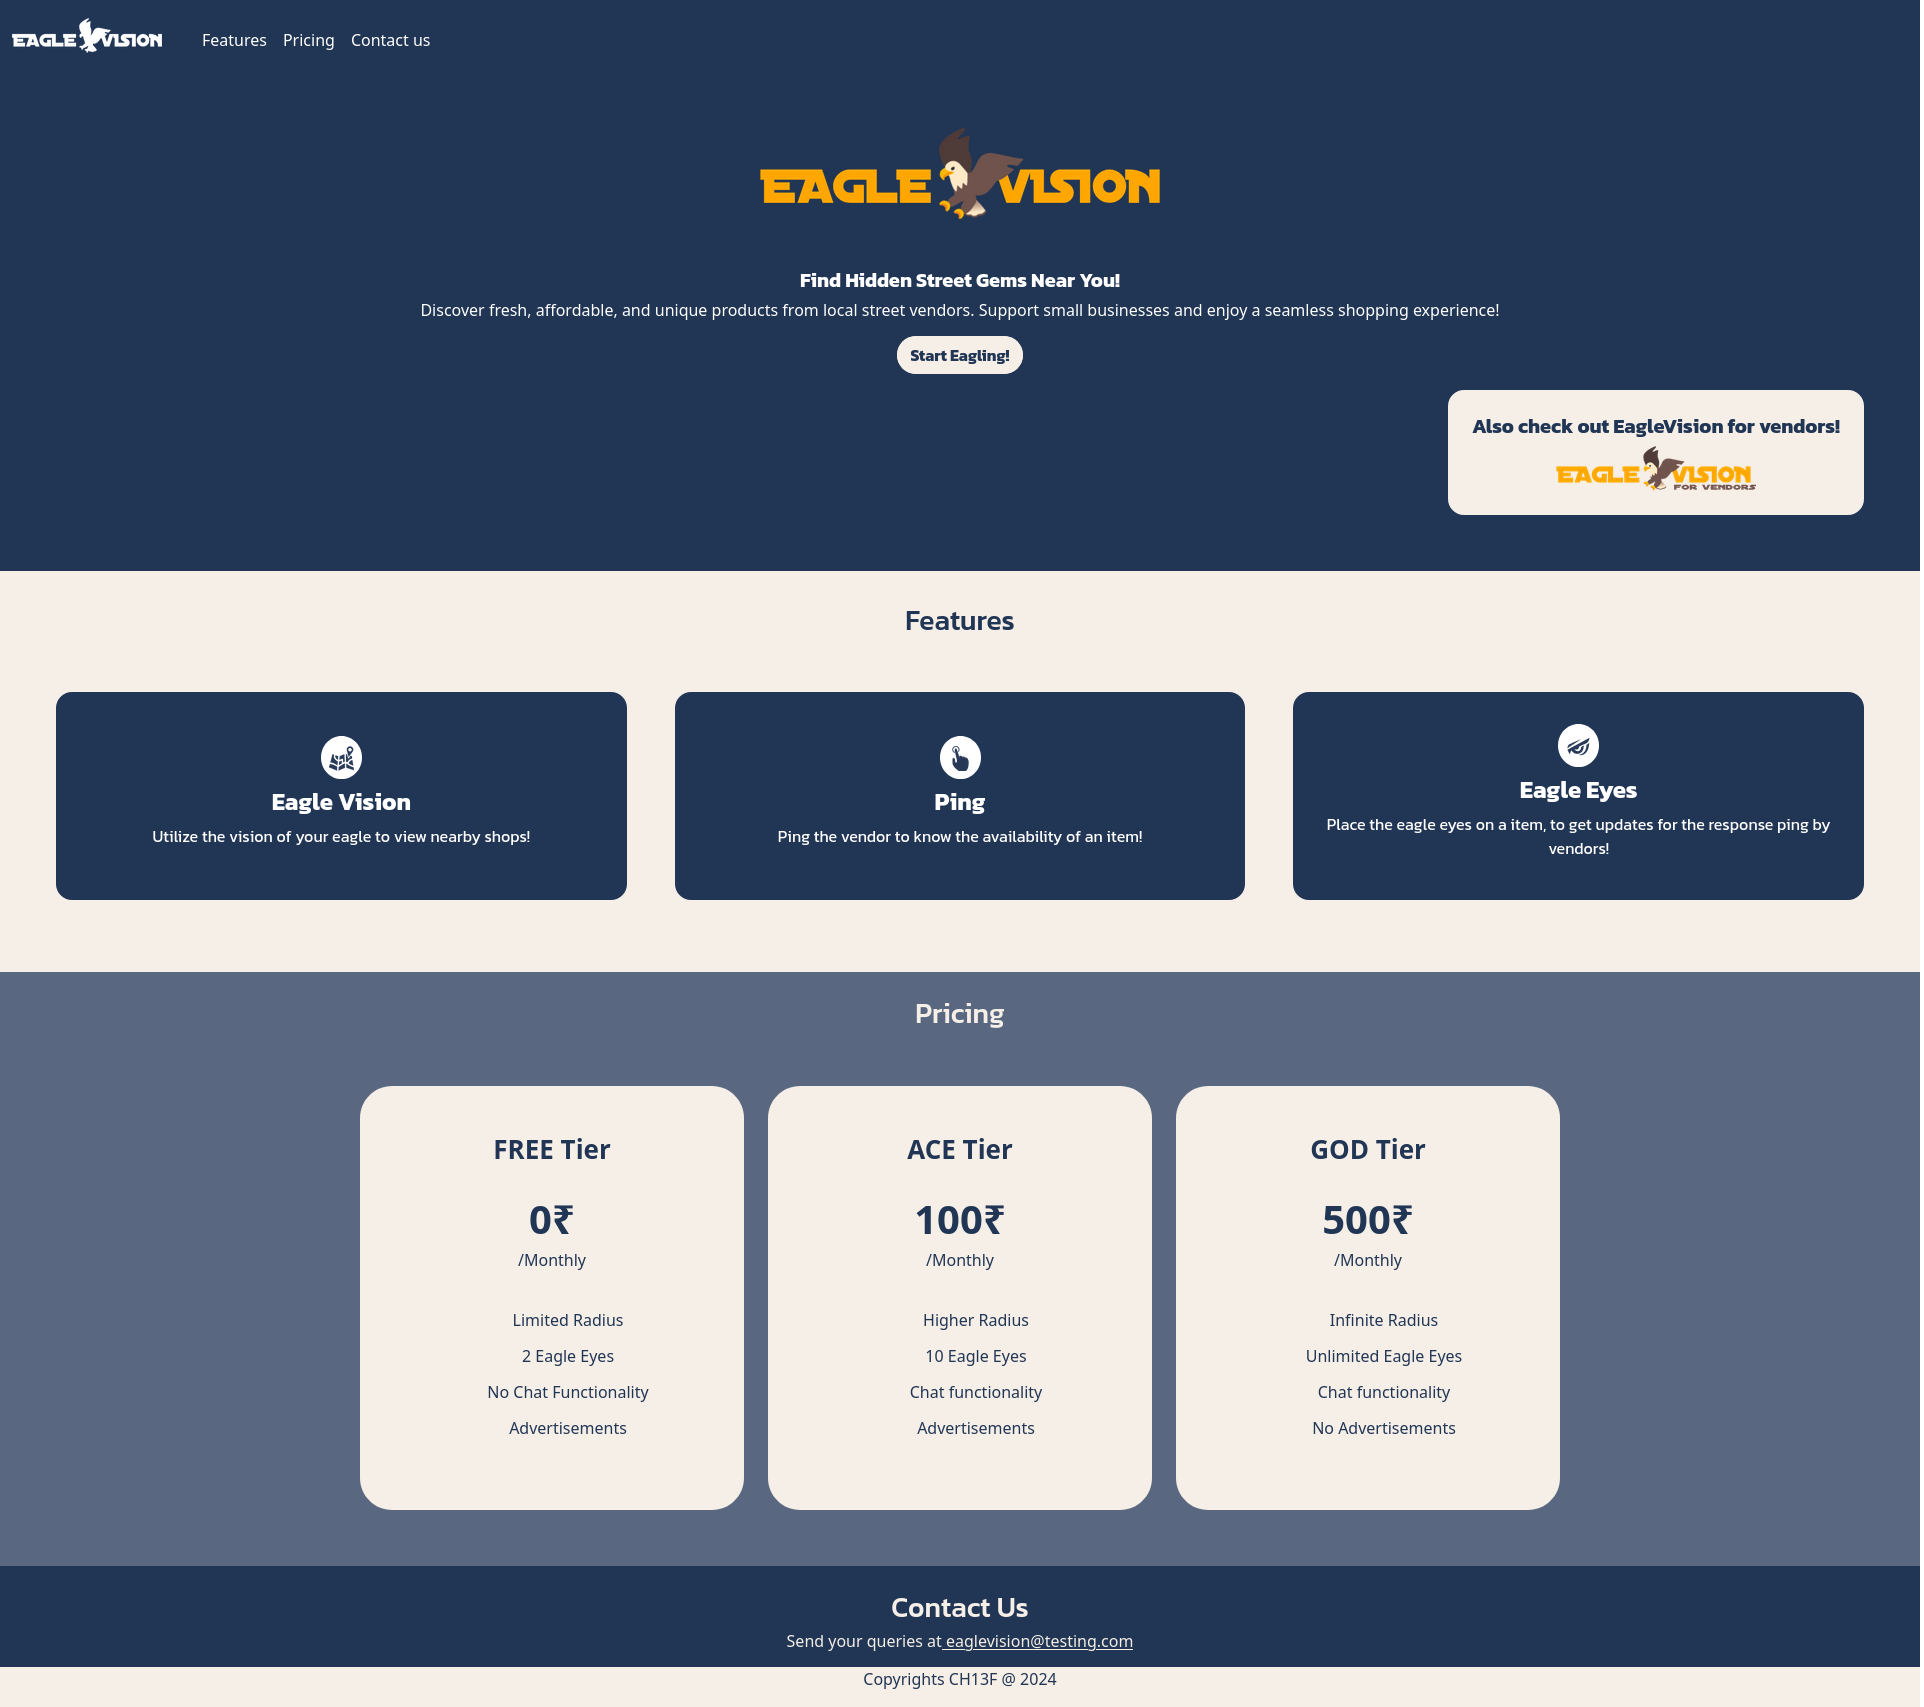 EAGLE VISION
Features
Pricing
Contact us
EAGLE VISION
Find Hidden Street Gems Near You!
Discover fresh, affordable, and unique products from local street vendors. Support small businesses and enjoy a seamless shopping experience!
Start Eagling!
Also check out EagleVision for vendors!
EAGLE VISION
FOR VENDORS
Features
Eagle Vision
Utilize the vision of your eagle to view nearby shops!
Ping
Ping the vendor to know the availability of an item!
Eagle Eyes
Place the eagle eyes on a item, to get updates for the response ping by
vendors!
Pricing
FREE Tier
0₹
/Monthly
Limited Radius
2 Eagle Eyes
No Chat Functionality
Advertisements
ACE Tier
100₹
/Monthly
Higher Radius
10 Eagle Eyes
Chat functionality
Advertisements
GOD Tier
500₹
/Monthly
Infinite Radius
Unlimited Eagle Eyes
Chat functionality
No Advertisements
Contact Us
Send your queries at eaglevision@testing.com
Copyrights CH13F @ 2024